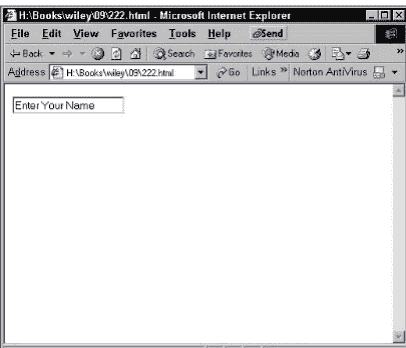 H:\Books\wiley\09\222.html - Microsoft Internet Explorer
File Edit View Favorites Tools Help Send
Back Search Favorites Media »
Address H:\Books\wiley\09\222.html Go Links » Norton AntiVirus
Enter Your Name